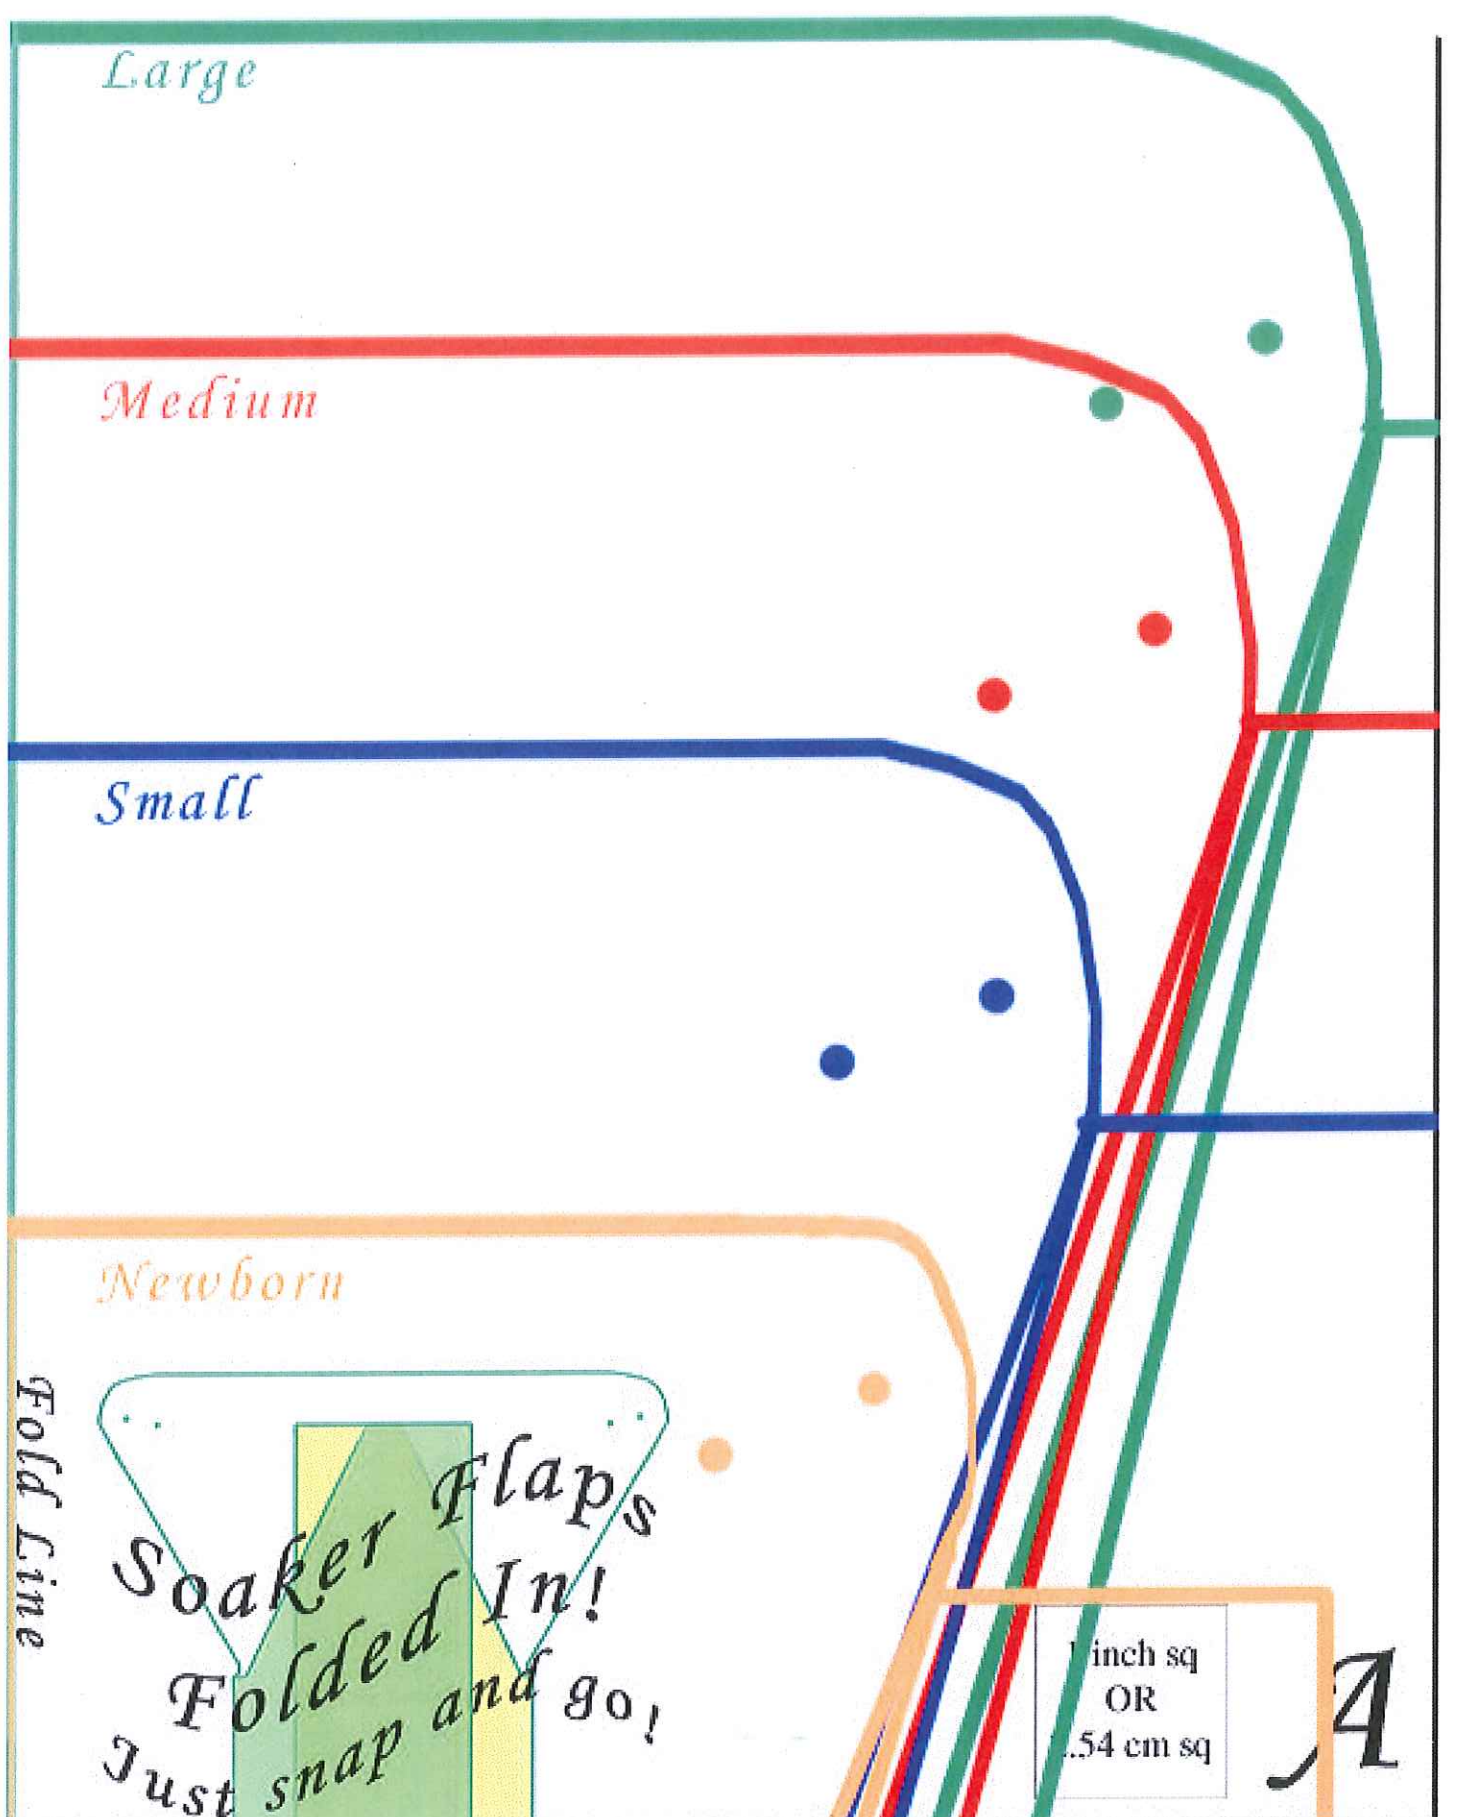 Large
Medium
Small
Newborn
Fold Line
Soaker Flaps
Folded In!
Just snap and go!
inch sq
OR
.54 cm sq
A